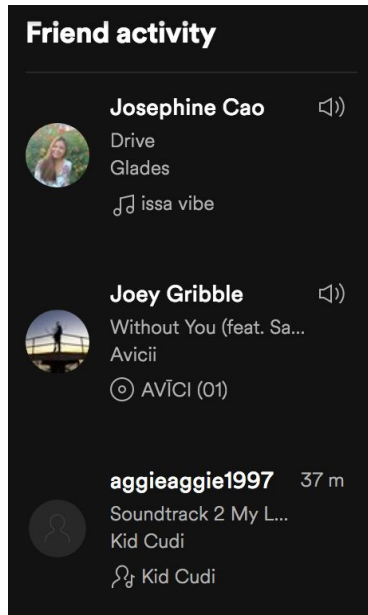 Friend activity
Josephine Cao
Drive
Glades
issa vibe
Joey Gribble
Without You (feat. Sa...
Avicii
AVĪCI (01)
aggieaggie1997 37 m
Soundtrack 2 My L...
Kid Cudi
Kid Cudi